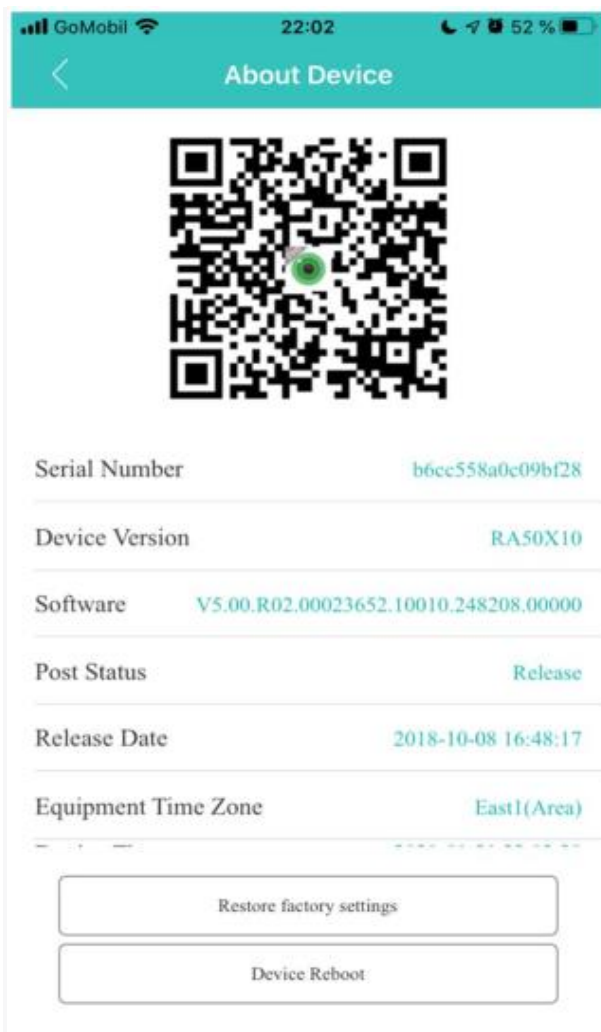 GoMobil 22:02 52 %
About Device
Serial Number b6cc558a0c09bf28
Device Version RA50X10
Software V5.00.R02.00023652.10010.248208.00000
Post Status Release
Release Date 2018-10-08 16:48:17
Equipment Time Zone East1(Area)
Restore factory settings
Device Reboot